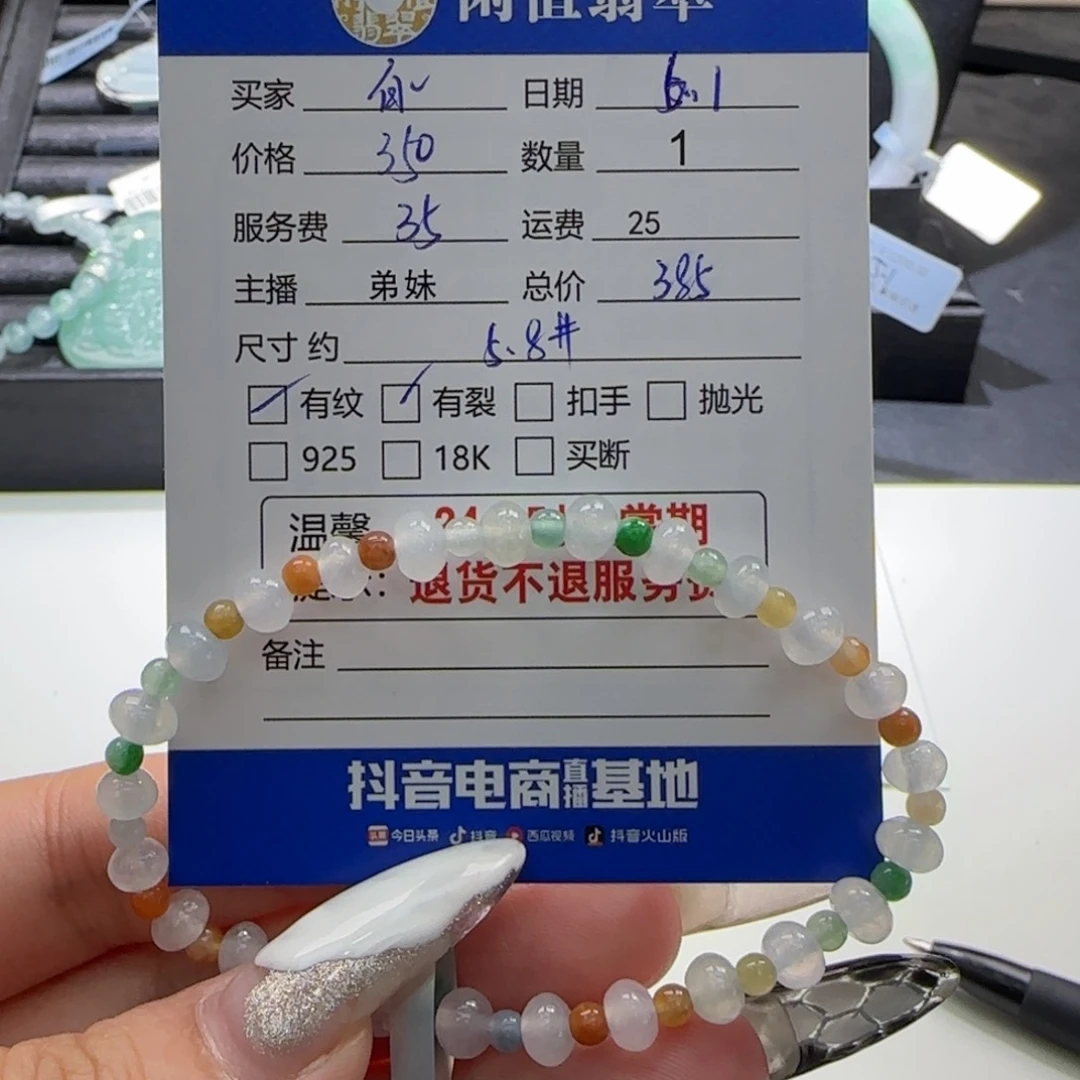 翡翠
买家 日期 6.1
价格 350 数量 1
服务费 35 运费 25
主播 弟妹 总价 385
尺寸 约 5.8#
有纹 有裂 扣手 抛光
925 18K 买断
温馨
退货不退服务费
备注
抖音电商直播基地
今日头条 抖音 西瓜视频 抖音火山版